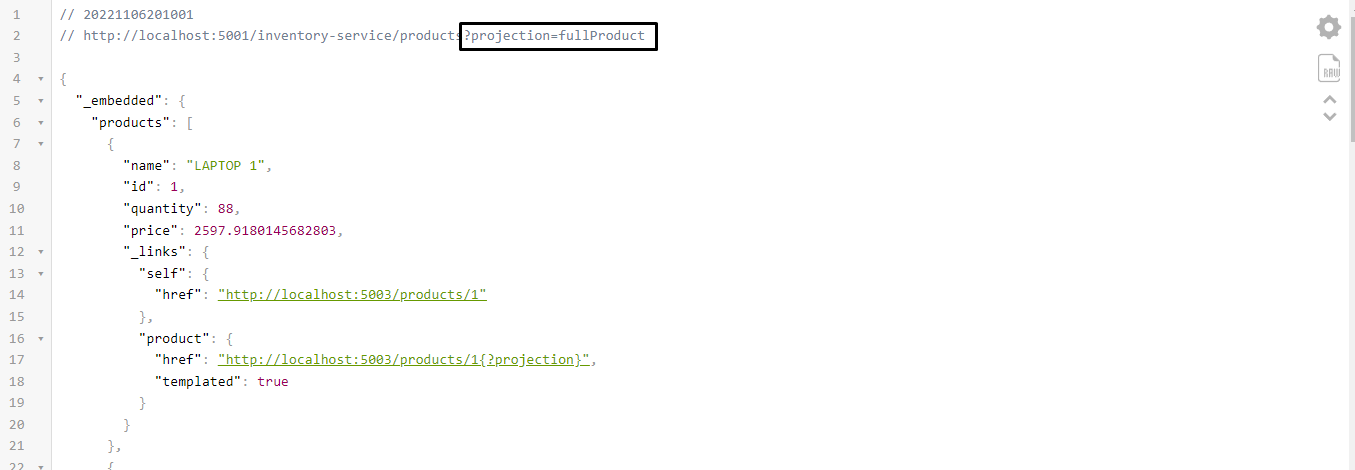 1 // 20221106201001
2 // http://localhost:5001/inventory-service/products?projection=fullProduct
3
4 {
5 "_embedded": {
6 "products": [
7 {
8 "name": "LAPTOP 1",
9 "id": 1,
10 "quantity": 88,
11 "price": 2597.9180145682803,
12 "_links": {
13 "self": {
14 "href": "http://localhost:5003/products/1"
15 },
16 "product": {
17 "href": "http://localhost:5003/products/1{?projection}",
18 "templated": true
19 }
20 }
21 },
22 {
RAW